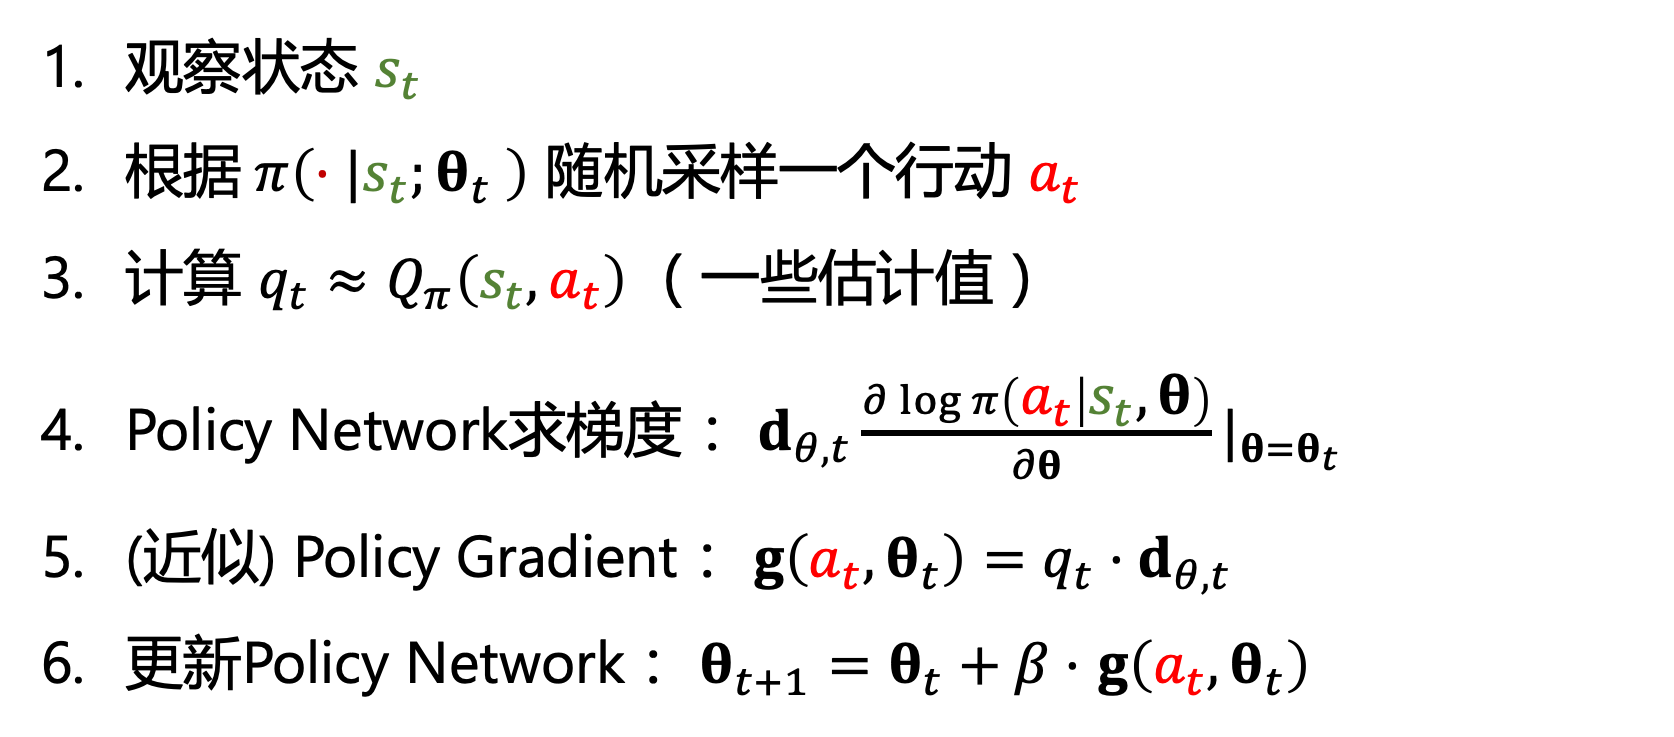 1. 观察状态 s_t
2. 根据 π(· |s_t; θ_t ) 随机采样一个行动 a_t
3. 计算 q_t ≈ Q_π(s_t, a_t) （一些估计值）
4. Policy Network求梯度： d_{θ,t} \frac{∂ log π(a_t|s_t, θ)}{∂θ} |_{θ=θ_t}
5. (近似) Policy Gradient： g(a_t, θ_t) = q_t · d_{θ,t}
6. 更新Policy Network： θ_{t+1} = θ_t + β · g(a_t, θ_t)